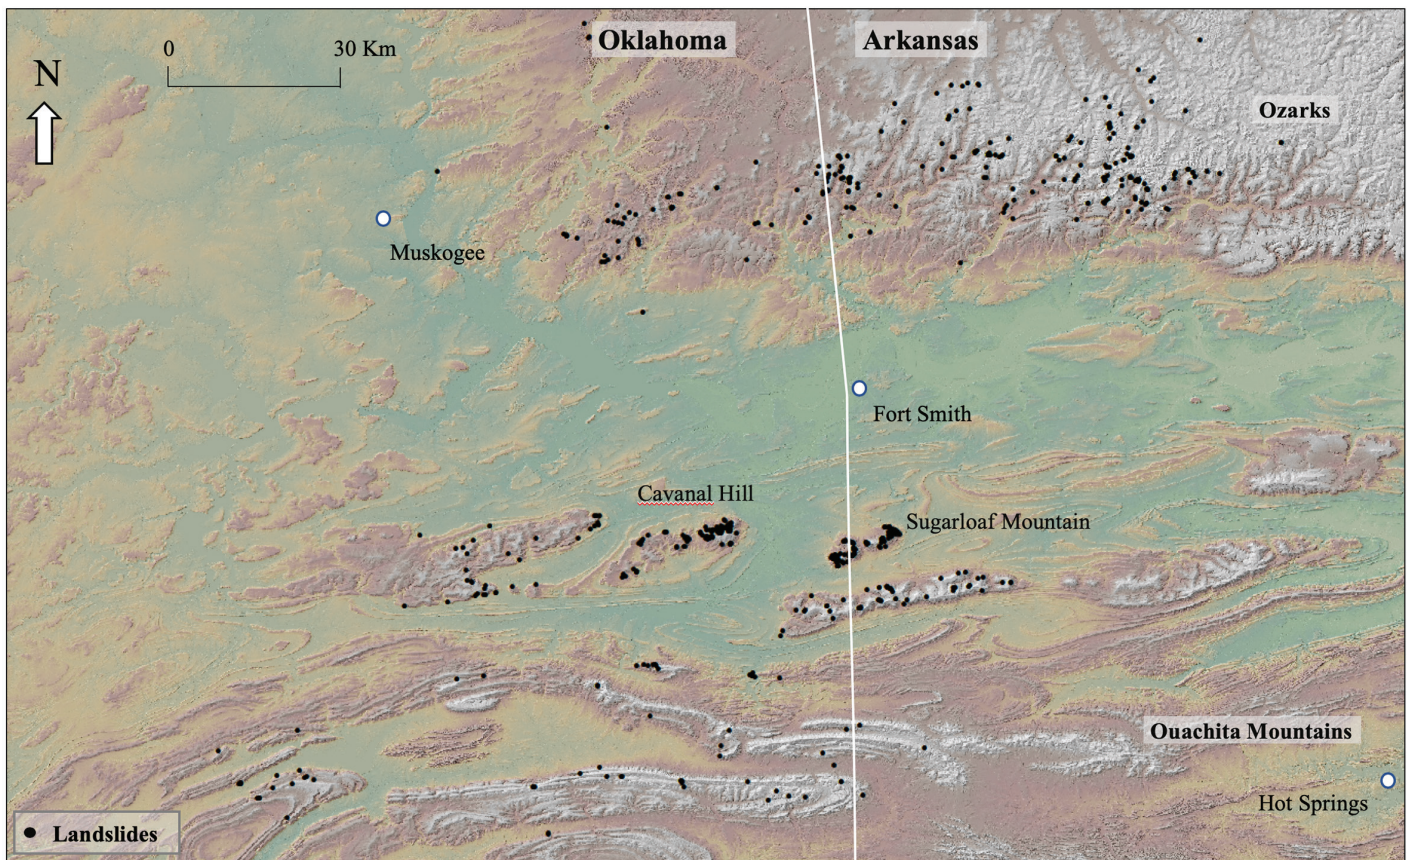 Oklahoma
Arkansas
0 30 Km
N
Ozarks
Muskogee
Fort Smith
Cavanal Hill
Sugarloaf Mountain
Ouachita Mountains
Hot Springs
Landslides